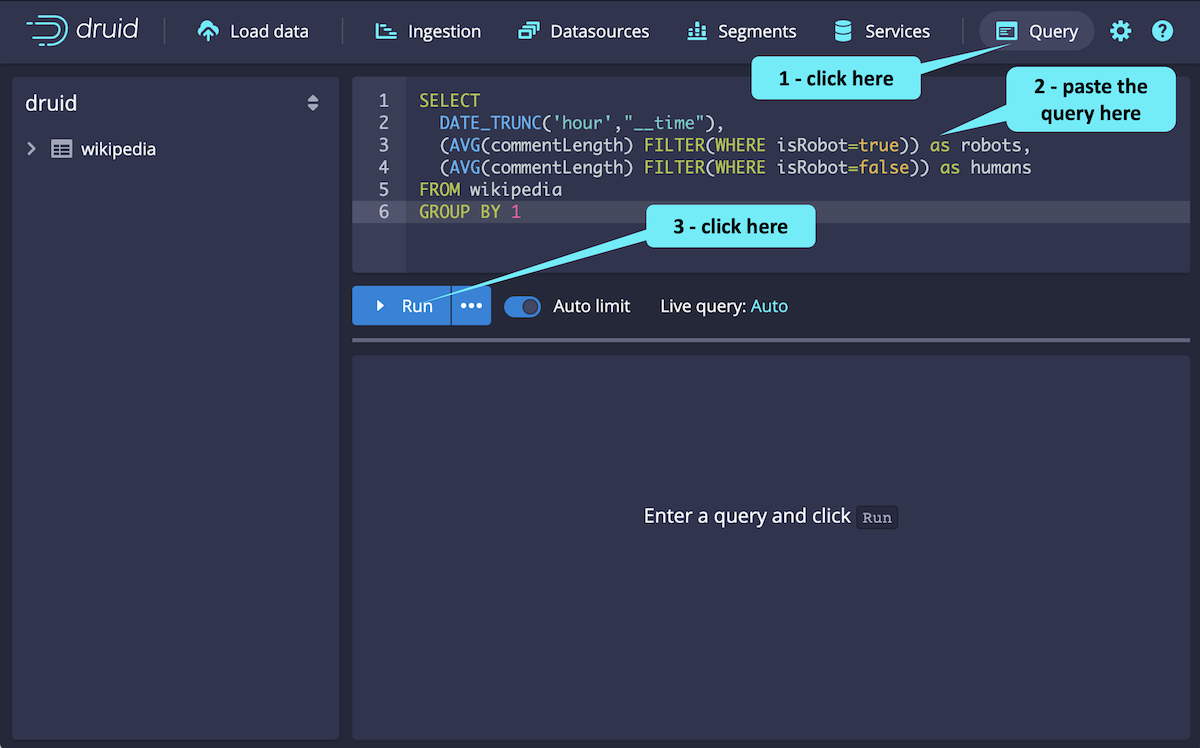 druid
Load data
Ingestion
Datasources
Segments
Services
Query
?
1 - click here
2 - paste the
query here
druid
wikipedia
1 SELECT
2 DATE_TRUNC('hour',"__time"),
3 (AVG(commentLength) FILTER(WHERE isRobot=true)) as robots,
4 (AVG(commentLength) FILTER(WHERE isRobot=false)) as humans
5 FROM wikipedia
6 GROUP BY 1
3 - click here
Run
Auto limit
Live query: Auto
Enter a query and click Run